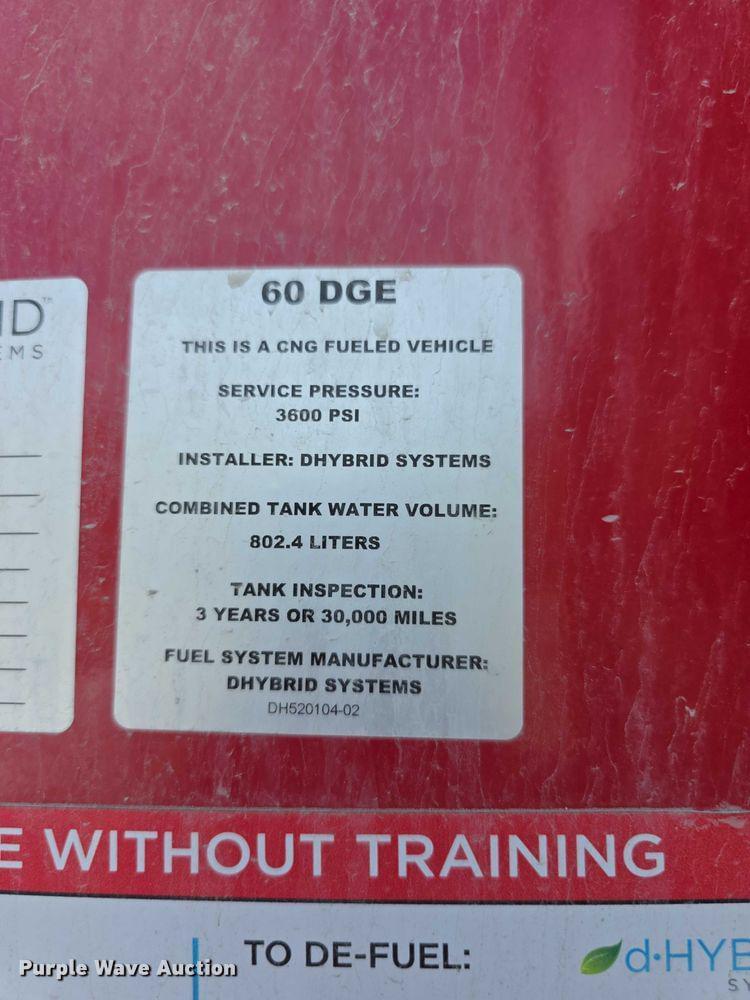 60 DGE
THIS IS A CNG FUELED VEHICLE
SERVICE PRESSURE:
3600 PSI
INSTALLER: DHYBRID SYSTEMS
COMBINED TANK WATER VOLUME:
802.4 LITERS
TANK INSPECTION:
3 YEARS OR 30,000 MILES
FUEL SYSTEM MANUFACTURER:
DHYBRID SYSTEMS
DH520104-02
WITHOUT TRAINING
TO DE-FUEL:
d·HYB
Purple Wave Auction